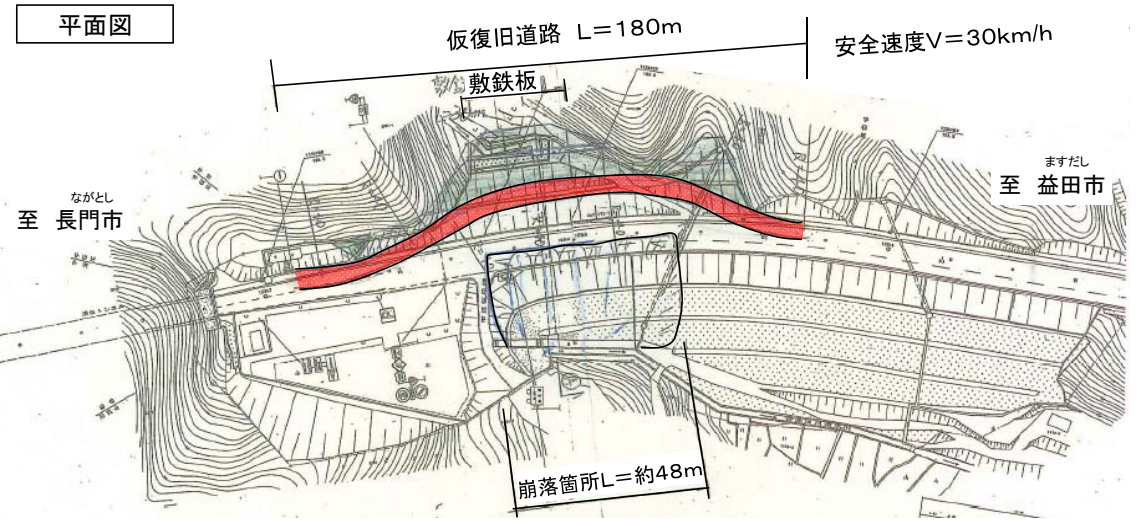 平面図
仮復旧道路 L=180m
安全速度V=30km/h
敷鉄板
ながとし
至 長門市
ますだし
至 益田市
崩落箇所L=約48m